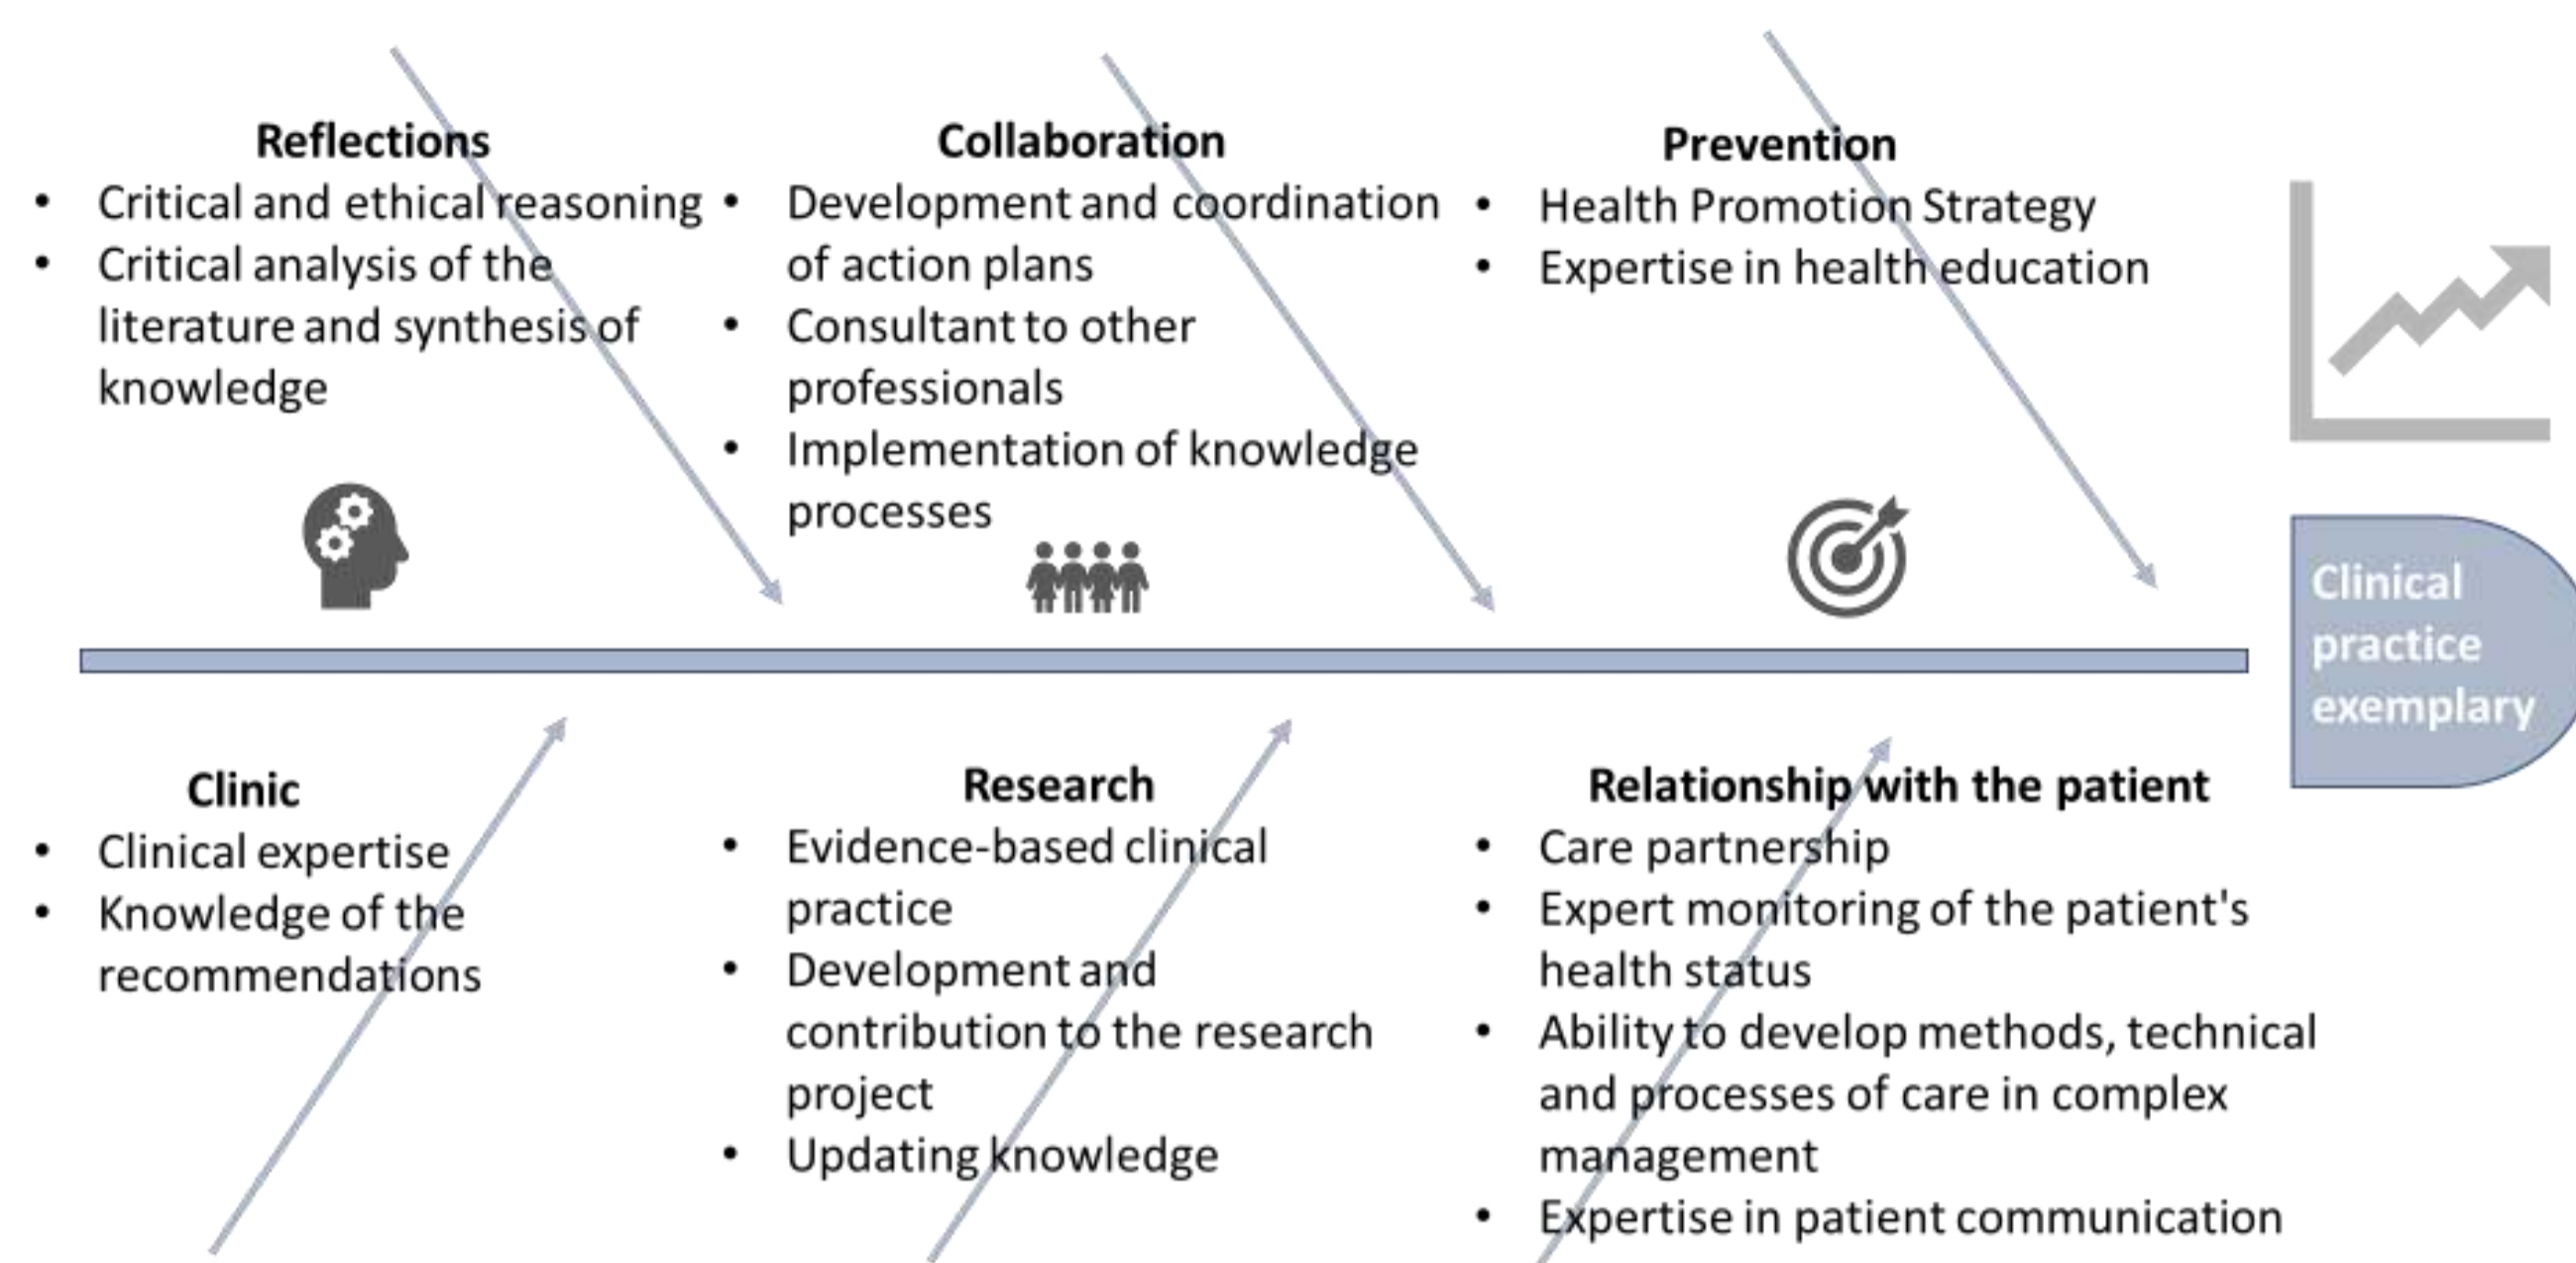 Reflections
• Critical and ethical reasoning
• Critical analysis of the
literature and synthesis of
knowledge
Collaboration
• Development and coordination
of action plans
• Consultant to other
professionals
• Implementation of knowledge
processes
Prevention
• Health Promotion Strategy
• Expertise in health education
Clinical
practice
exemplary
Clinic
• Clinical expertise
• Knowledge of the
recommendations
Research
• Evidence-based clinical
practice
• Development and
contribution to the research
project
• Updating knowledge
Relationship with the patient
• Care partnership
• Expert monitoring of the patient's
health status
• Ability to develop methods, technical
and processes of care in complex
management
• Expertise in patient communication